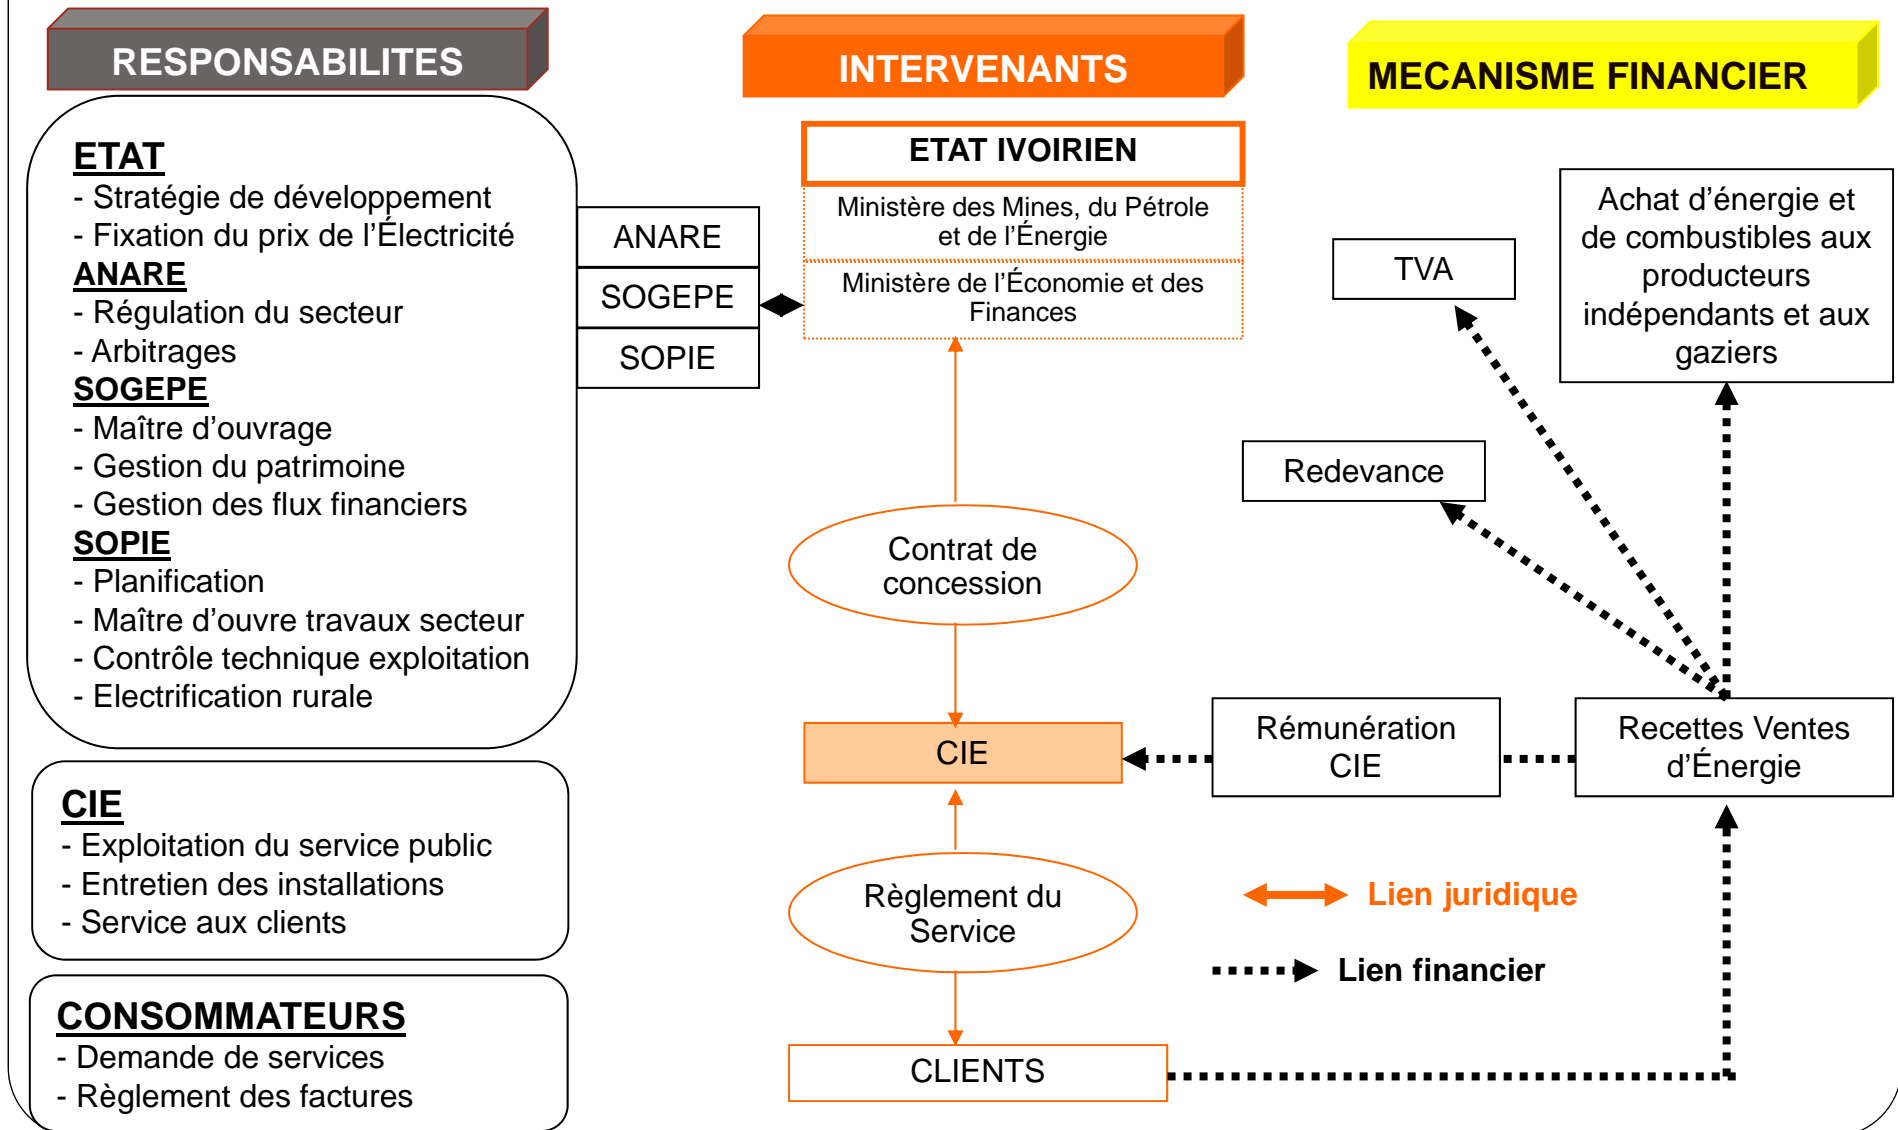 RESPONSABILITES
ETAT
- Stratégie de développement
- Fixation du prix de l’Électricité
ANARE
- Régulation du secteur
- Arbitrages
SOGEPE
- Maître d’ouvrage
- Gestion du patrimoine
- Gestion des flux financiers
SOPIE
- Planification
- Maître d’ouvre travaux secteur
- Contrôle technique exploitation
- Electrification rurale
CIE
- Exploitation du service public
- Entretien des installations
- Service aux clients
CONSOMMATEURS
- Demande de services
- Règlement des factures
ANARE
SOGEPE
SOPIE
INTERVENANTS
ETAT IVOIRIEN
Ministère des Mines, du Pétrole
et de l’Énergie
Ministère de l’Économie et des
Finances
Contrat de
concession
CIE
Règlement du
Service
CLIENTS
MECANISME FINANCIER
Achat d’énergie et
de combustibles aux
producteurs
indépendants et aux
gaziers
TVA
Redevance
Rémunération
CIE
Recettes Ventes
d’Énergie
Lien juridique
Lien financier